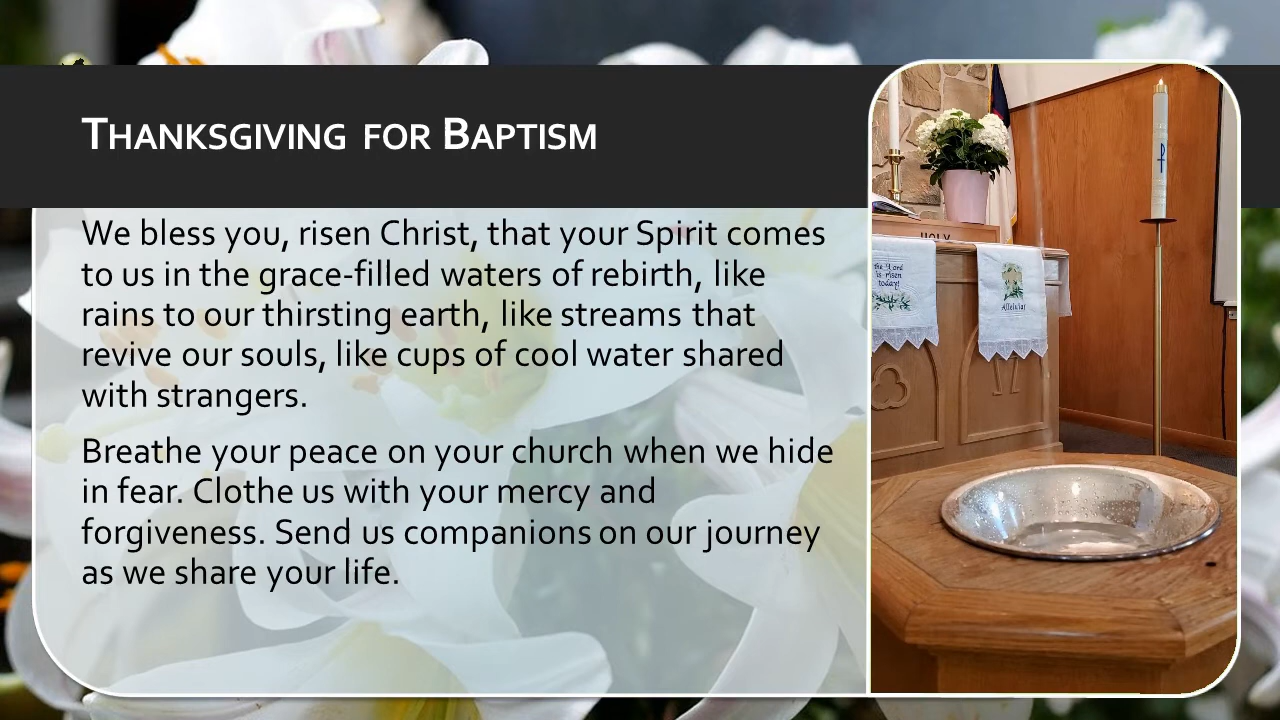 Thanksgiving for Baptism
We bless you, risen Christ, that your Spirit comes
to us in the grace-filled waters of rebirth, like
rains to our thirsting earth, like streams that
revive our souls, like cups of cool water shared
with strangers.
Breathe your peace on your church when we hide
in fear. Clothe us with your mercy and
forgiveness. Send us companions on our journey
as we share your life.
HOLY
the Lord
is risen
today!
Alleluia!